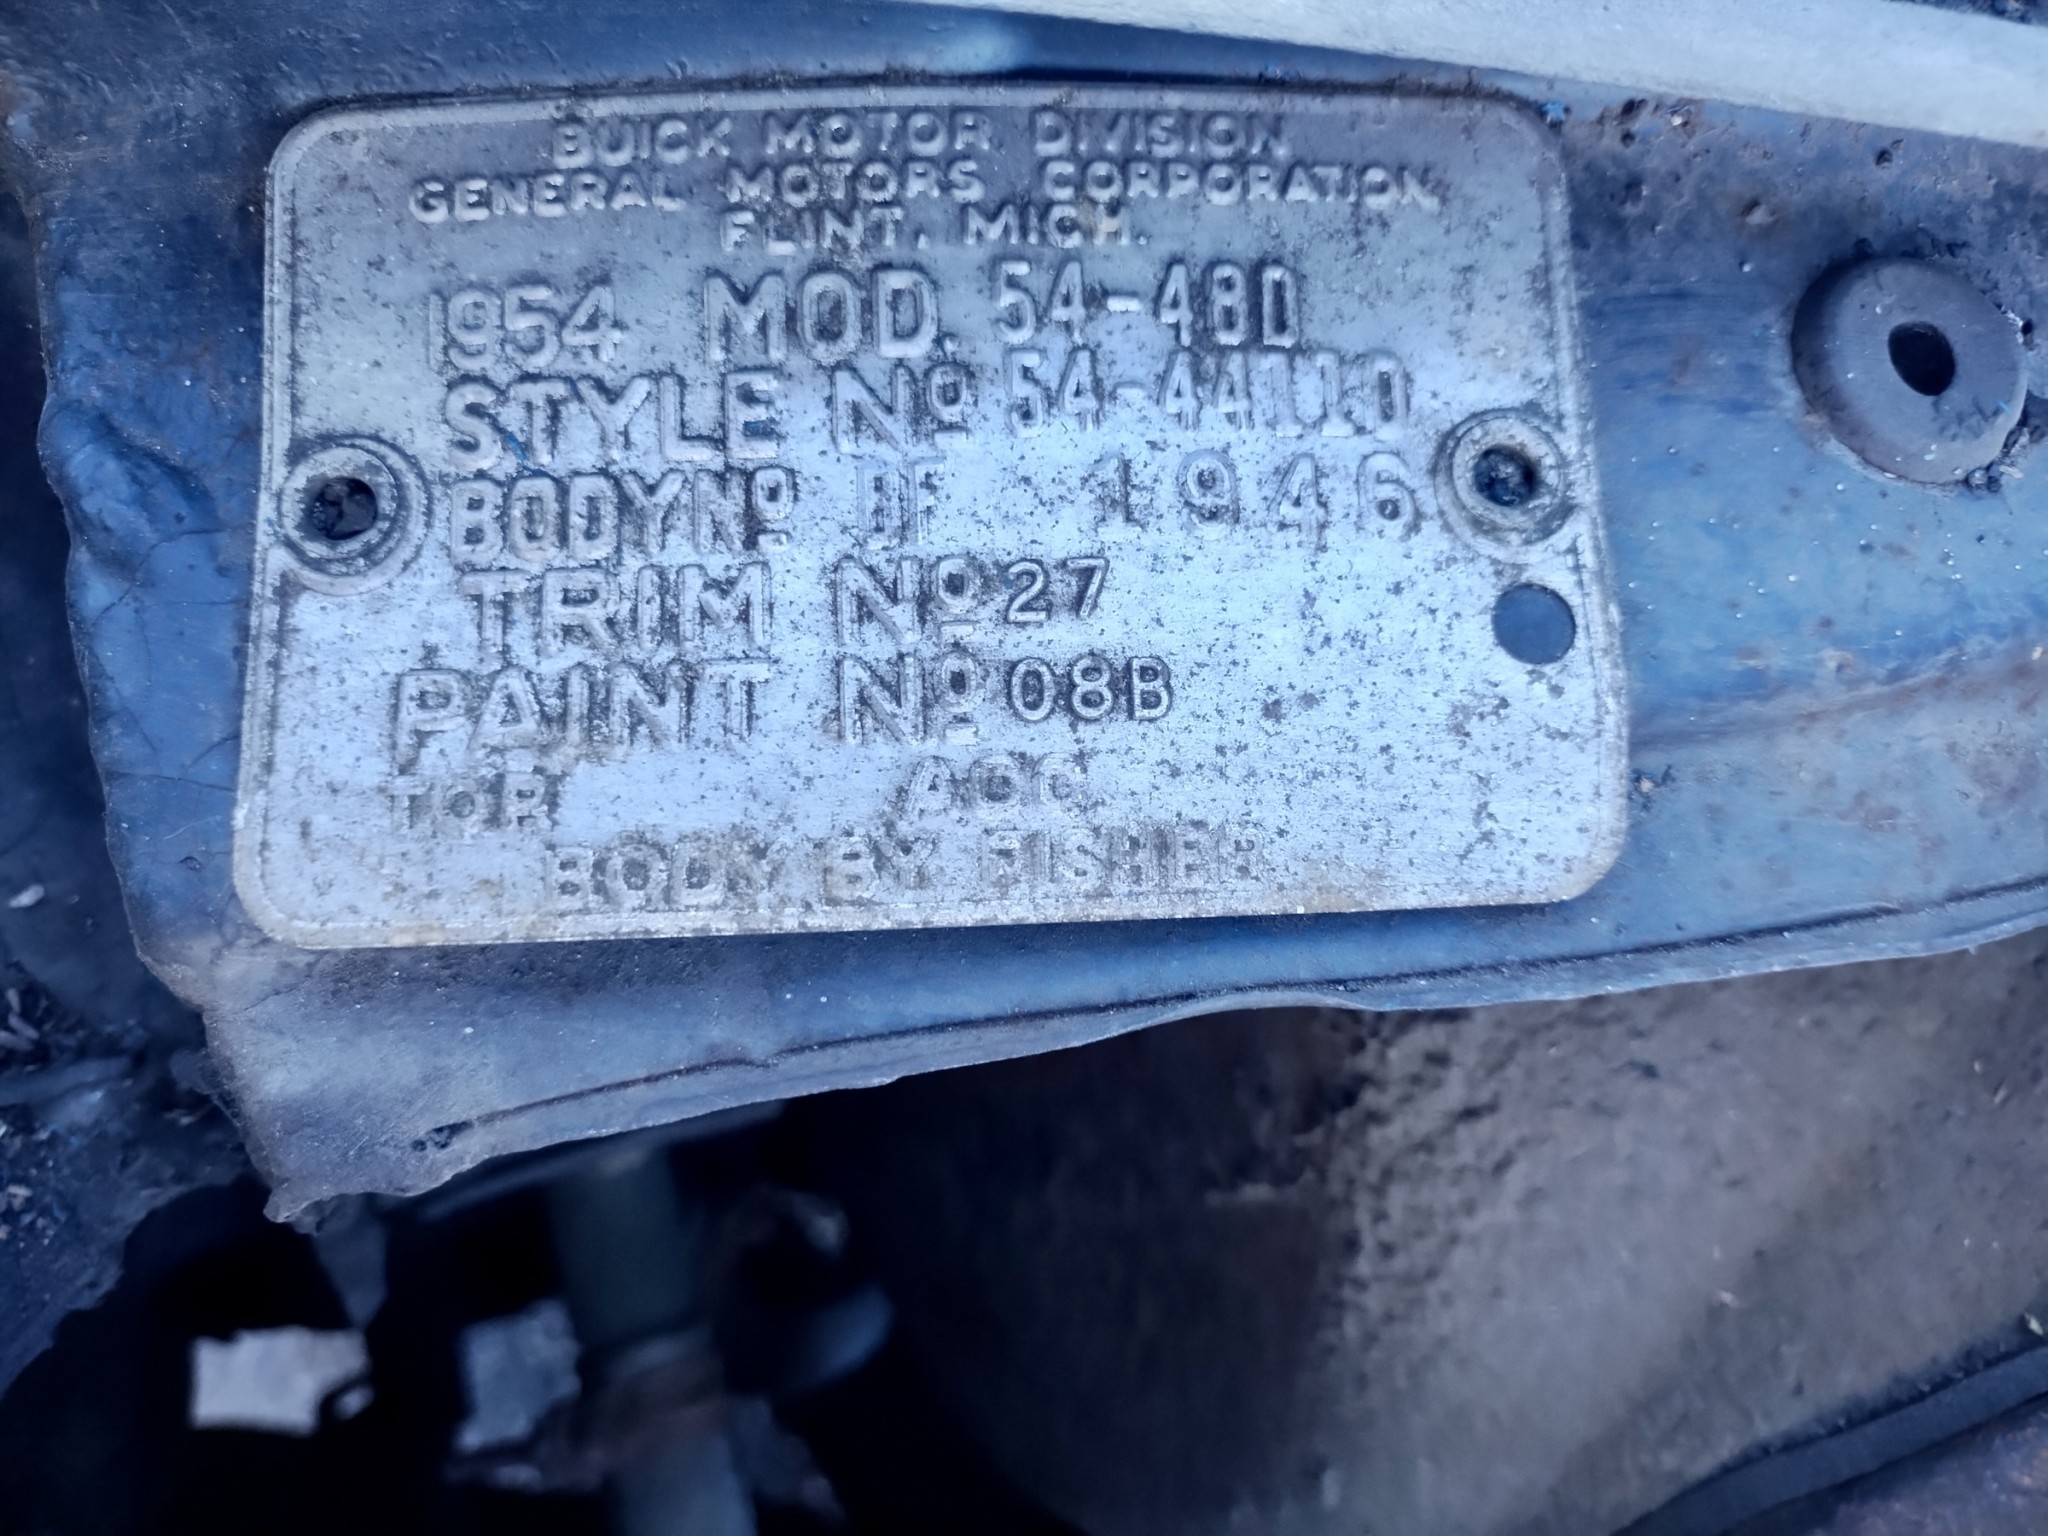 BUICK MOTOR DIVISION
GENERAL MOTORS CORPORATION
FLINT, MICH.
1954 MOD. 54-48D
STYLE Nº 54-4411D
BODY Nº BF 1946
TRIM Nº 27
PAINT Nº 08B
TOP ACC.
BODY BY FISHER